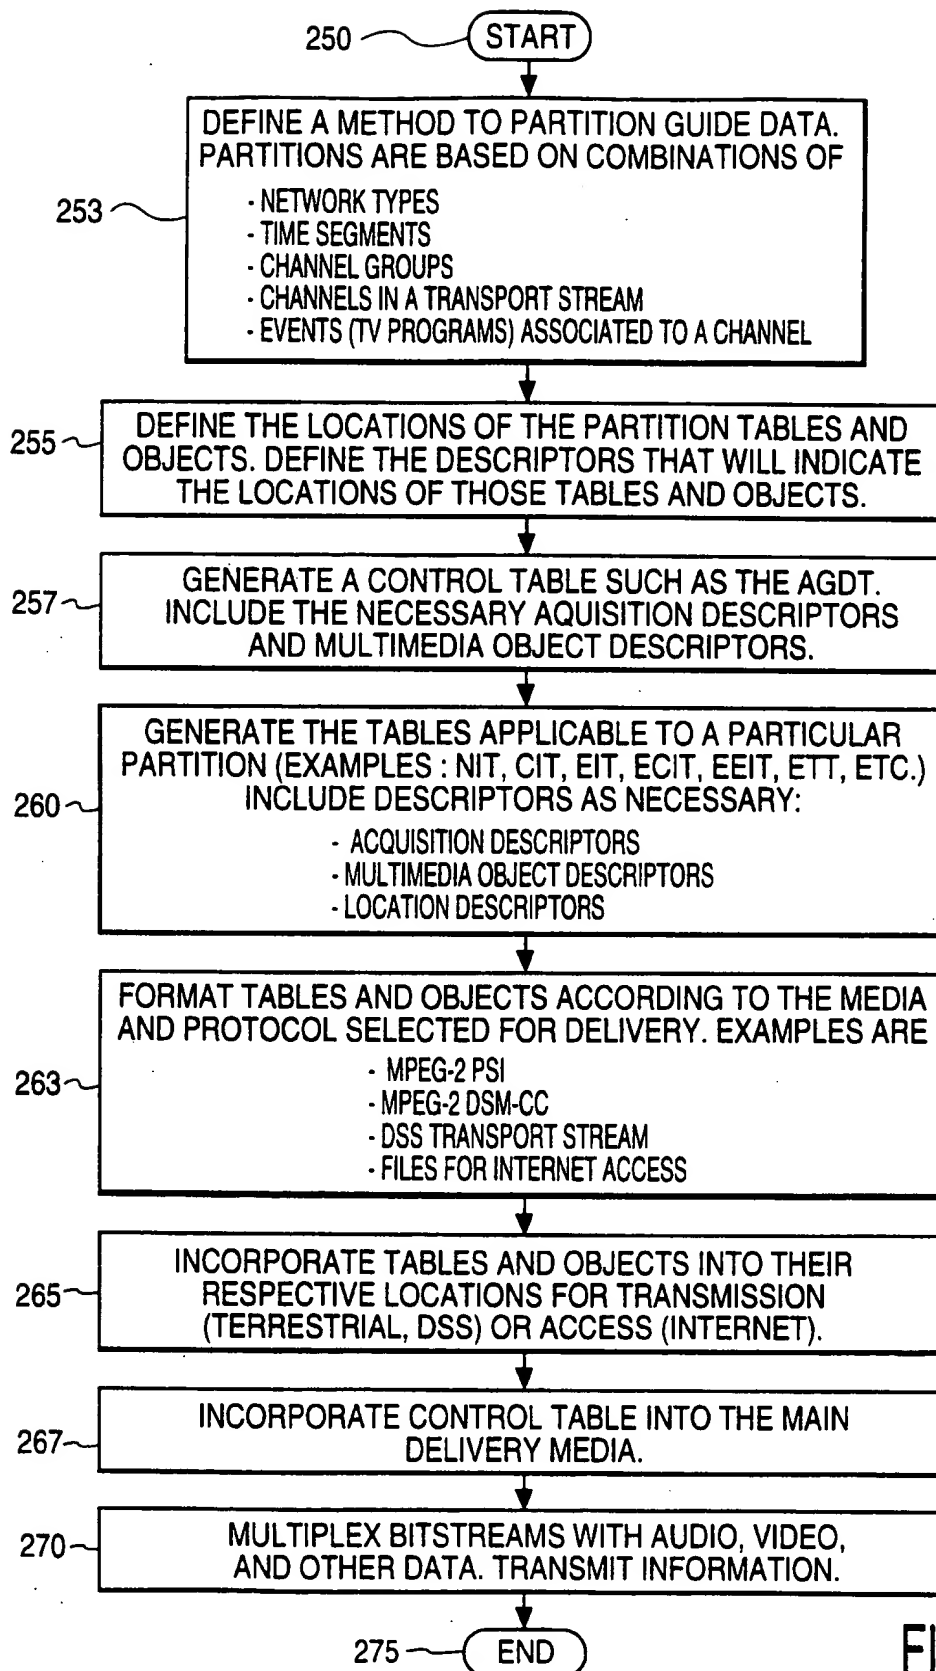 250
START
DEFINE A METHOD TO PARTITION GUIDE DATA.
PARTITIONS ARE BASED ON COMBINATIONS OF
253
- NETWORK TYPES
- TIME SEGMENTS
- CHANNEL GROUPS
- CHANNELS IN A TRANSPORT STREAM
- EVENTS (TV PROGRAMS) ASSOCIATED TO A CHANNEL
255
DEFINE THE LOCATIONS OF THE PARTITION TABLES AND
OBJECTS. DEFINE THE DESCRIPTORS THAT WILL INDICATE
THE LOCATIONS OF THOSE TABLES AND OBJECTS.
257
GENERATE A CONTROL TABLE SUCH AS THE AGDT.
INCLUDE THE NECESSARY AQUISITION DESCRIPTORS
AND MULTIMEDIA OBJECT DESCRIPTORS.
260
GENERATE THE TABLES APPLICABLE TO A PARTICULAR
PARTITION (EXAMPLES : NIT, CIT, EIT, ECIT, EEIT, ETT, ETC.)
INCLUDE DESCRIPTORS AS NECESSARY:
- ACQUISITION DESCRIPTORS
- MULTIMEDIA OBJECT DESCRIPTORS
- LOCATION DESCRIPTORS
263
FORMAT TABLES AND OBJECTS ACCORDING TO THE MEDIA
AND PROTOCOL SELECTED FOR DELIVERY. EXAMPLES ARE
- MPEG-2 PSI
- MPEG-2 DSM-CC
- DSS TRANSPORT STREAM
- FILES FOR INTERNET ACCESS
265
INCORPORATE TABLES AND OBJECTS INTO THEIR
RESPECTIVE LOCATIONS FOR TRANSMISSION
(TERRESTRIAL, DSS) OR ACCESS (INTERNET).
267
INCORPORATE CONTROL TABLE INTO THE MAIN
DELIVERY MEDIA.
270
MULTIPLEX BITSTREAMS WITH AUDIO, VIDEO,
AND OTHER DATA. TRANSMIT INFORMATION.
275
END